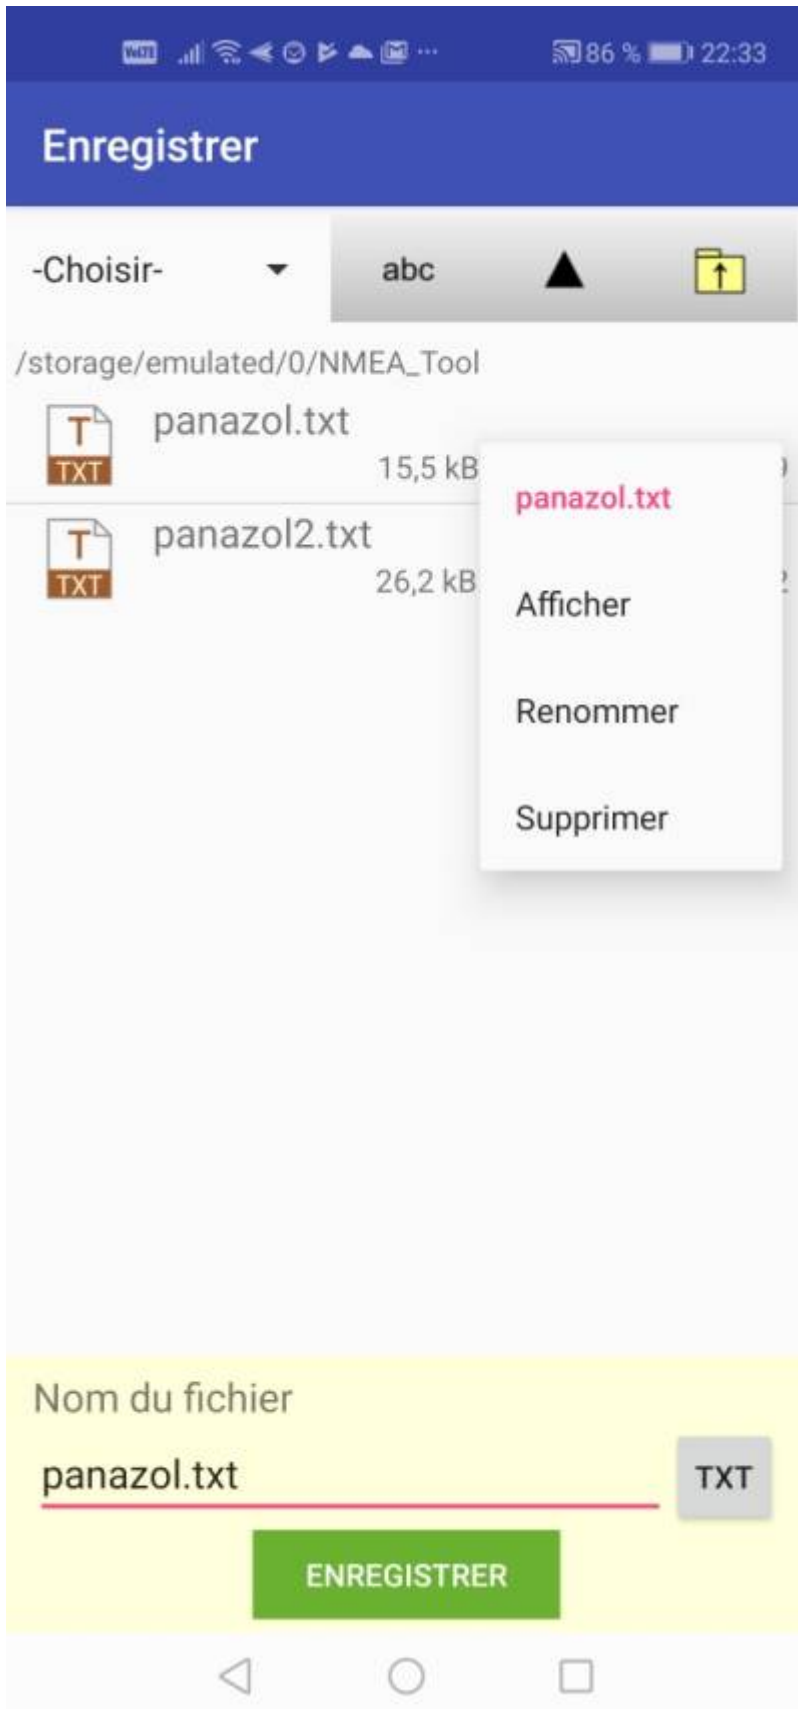 VoLTE 86 % 22:33
Enregistrer
-Choisir- abc
/storage/emulated/0/NMEA_Tool
panazol.txt
TXT 15,5 kB
panazol2.txt
TXT 26,2 kB
panazol.txt
Afficher
Renommer
Supprimer
Nom du fichier
panazol.txt TXT
ENREGISTRER